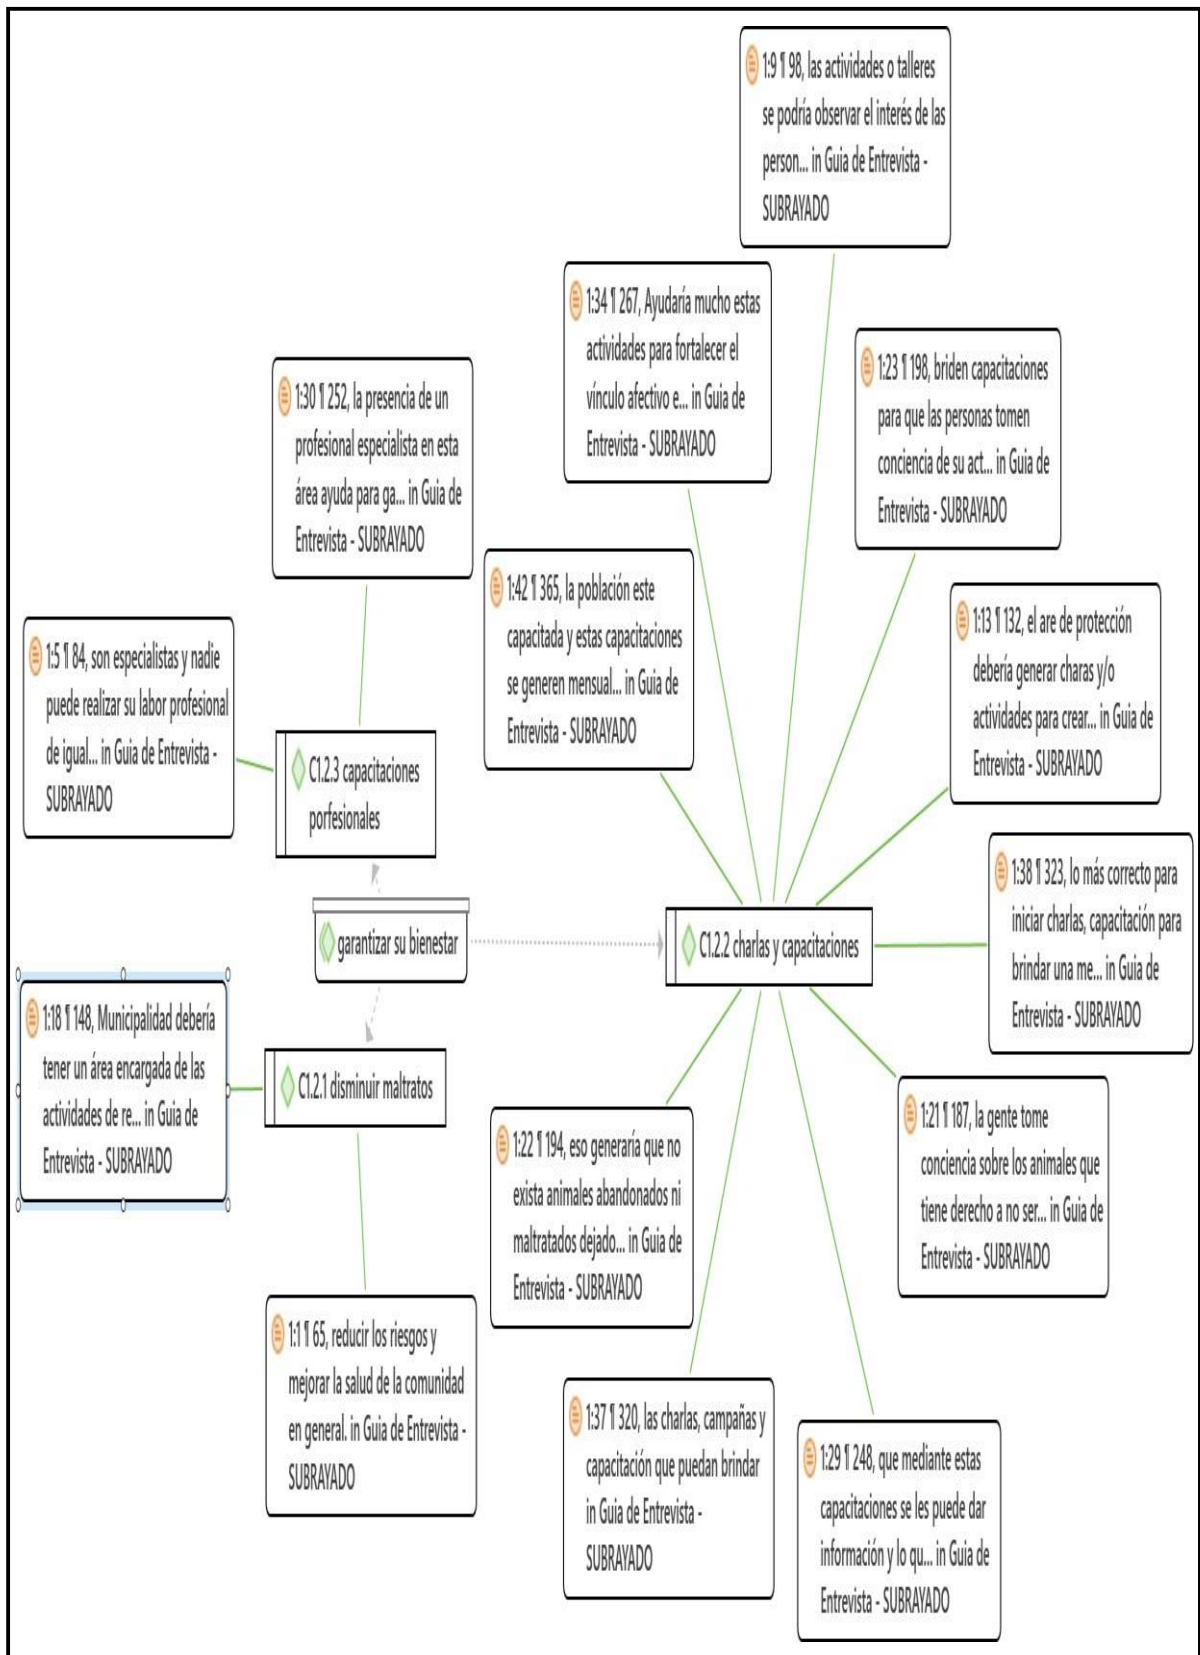 1:9 ¶ 98, las actividades o talleres
se podría observar el interés de las
person... in Guia de Entrevista -
SUBRAYADO
1:34 ¶ 267, Ayudaría mucho estas
actividades para fortalecer el
vínculo afectivo e... in Guia de
Entrevista - SUBRAYADO
1:23 ¶ 198, briden capacitaciones
para que las personas tomen
conciencia de su act... in Guia de
Entrevista - SUBRAYADO
1:30 ¶ 252, la presencia de un
profesional especialista en esta
área ayuda para ga... in Guia de
Entrevista - SUBRAYADO
1:42 ¶ 365, la población este
capacitada y estas capacitaciones
se generen mensual... in Guia de
Entrevista - SUBRAYADO
1:13 ¶ 132, el are de protección
debería generar charas y/o
actividades para crear... in Guia de
Entrevista - SUBRAYADO
1:5 ¶ 84, son especialistas y nadie
puede realizar su labor profesional
de igual... in Guia de Entrevista -
SUBRAYADO
C1.2.3 capacitaciones
porfesionales
1:38 ¶ 323, lo más correcto para
iniciar charlas, capacitación para
brindar una me... in Guia de
Entrevista - SUBRAYADO
garantizar su bienestar
C1.2.2 charlas y capacitaciones
1:18 ¶ 148, Municipalidad debería
tener un área encargada de las
actividades de re... in Guia de
Entrevista - SUBRAYADO
C1.2.1 disminuir maltratos
1:21 ¶ 187, la gente tome
conciencia sobre los animales que
tiene derecho a no ser... in Guia de
Entrevista - SUBRAYADO
1:22 ¶ 194, eso generaría que no
exista animales abandonados ni
maltratados dejado... in Guia de
Entrevista - SUBRAYADO
1:1 ¶ 65, reducir los riesgos y
mejorar la salud de la comunidad
en general. in Guia de Entrevista -
SUBRAYADO
1:37 ¶ 320, las charlas, campañas y
capacitación que puedan brindar
in Guia de Entrevista -
SUBRAYADO
1:29 ¶ 248, que mediante estas
capacitaciones se les puede dar
información y lo qu... in Guia de
Entrevista - SUBRAYADO